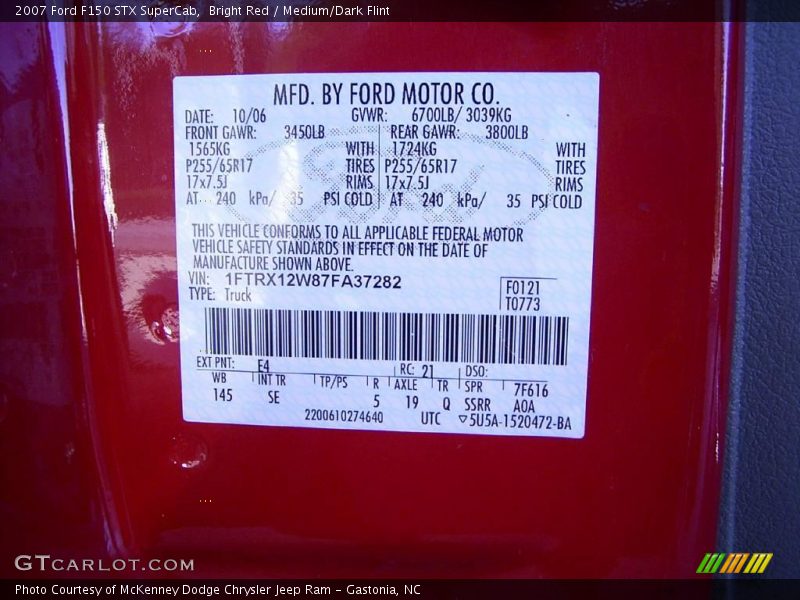 2007 Ford F150 STX SuperCab,  Bright Red / Medium/Dark Flint
MFD. BY FORD MOTOR CO.
DATE: 10/06 GVWR: 6700LB/ 3039KG
FRONT GAWR: 3450LB REAR GAWR: 3800LB
1565KG WITH 1724KG WITH
P255/65R17 TIRES P255/65R17 TIRES
17x7.5J RIMS 17x7.5J RIMS
AT 240 kPa/ 35 PSI COLD AT 240 kPa/ 35 PSI COLD
THIS VEHICLE CONFORMS TO ALL APPLICABLE FEDERAL MOTOR
VEHICLE SAFETY STANDARDS IN EFFECT ON THE DATE OF
MANUFACTURE SHOWN ABOVE.
VIN: 1FTRX12W87FA37282
TYPE: Truck
F0121
T0773
EXT PNT: E4 RC: 21 DSO:
WB INT TR TP/PS R AXLE TR SPR 7F616
145 SE 5 19 Q SSRR A0A
2200610274640 UTC ▽5U5A-1520472-BA
Ford
GTCARLOT.COM
Photo Courtesy of McKenney Dodge Chrysler Jeep Ram - Gastonia, NC